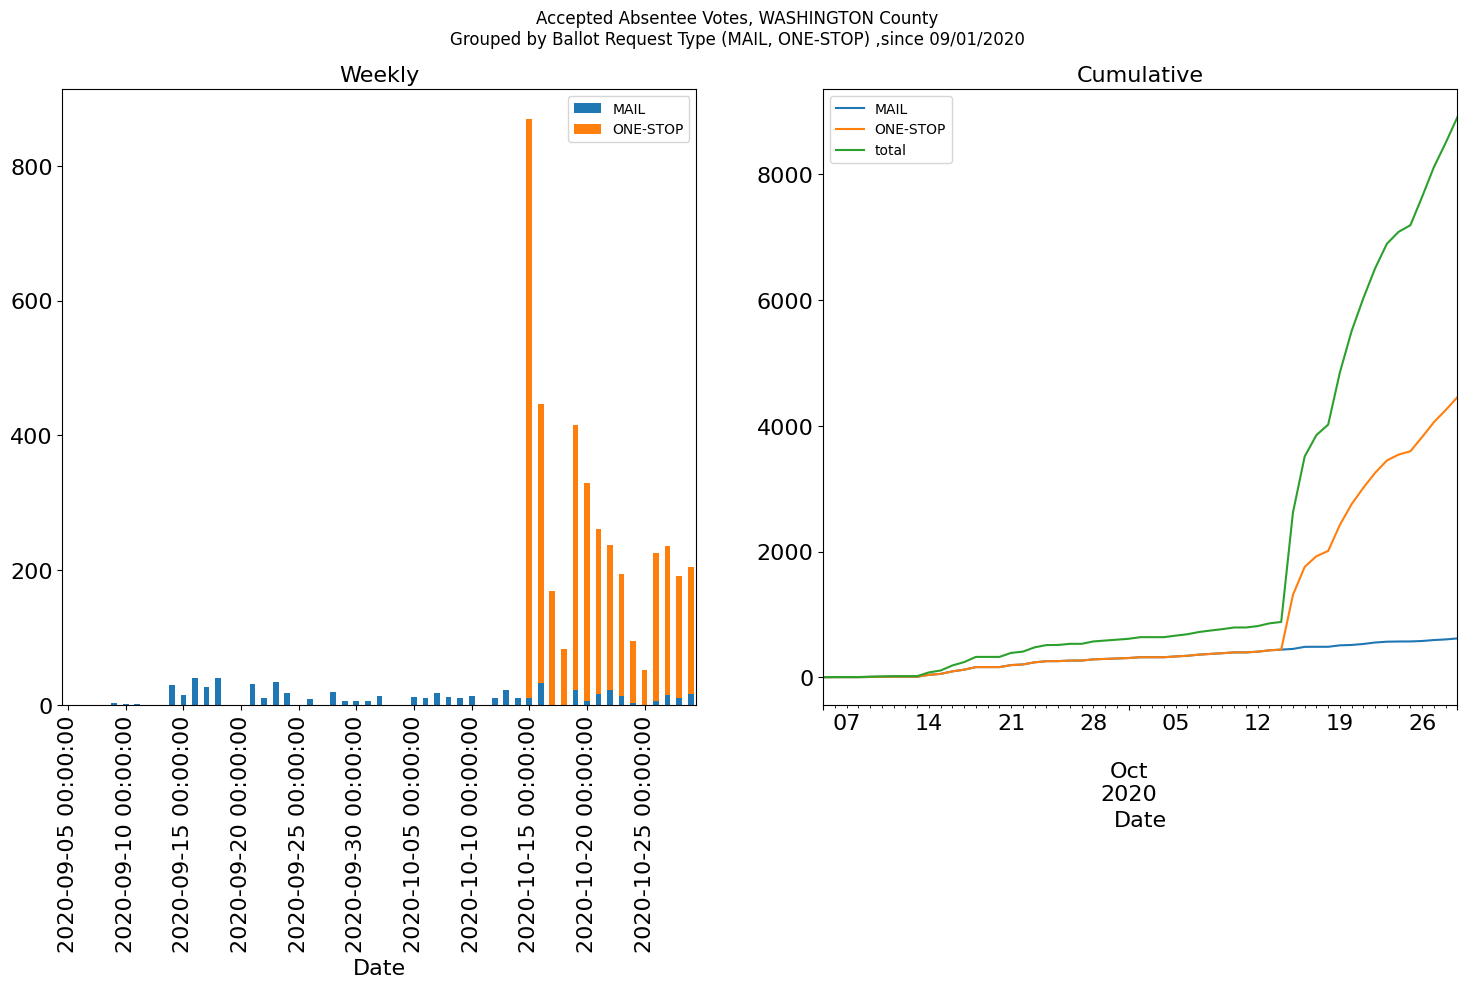 Accepted Absentee Votes, WASHINGTON County
Grouped by Ballot Request Type (MAIL, ONE-STOP) ,since 09/01/2020
Weekly
MAIL
ONE-STOP
800
600
400
200
0
2020-09-05 00:00:00
2020-09-10 00:00:00
2020-09-15 00:00:00
2020-09-20 00:00:00
2020-09-25 00:00:00
2020-09-30 00:00:00
2020-10-05 00:00:00
2020-10-10 00:00:00
2020-10-15 00:00:00
2020-10-20 00:00:00
2020-10-25 00:00:00
Date
Cumulative
MAIL
ONE-STOP
total
8000
6000
4000
2000
0
07 14 21 28 05 12 19 26
Oct
2020
Date